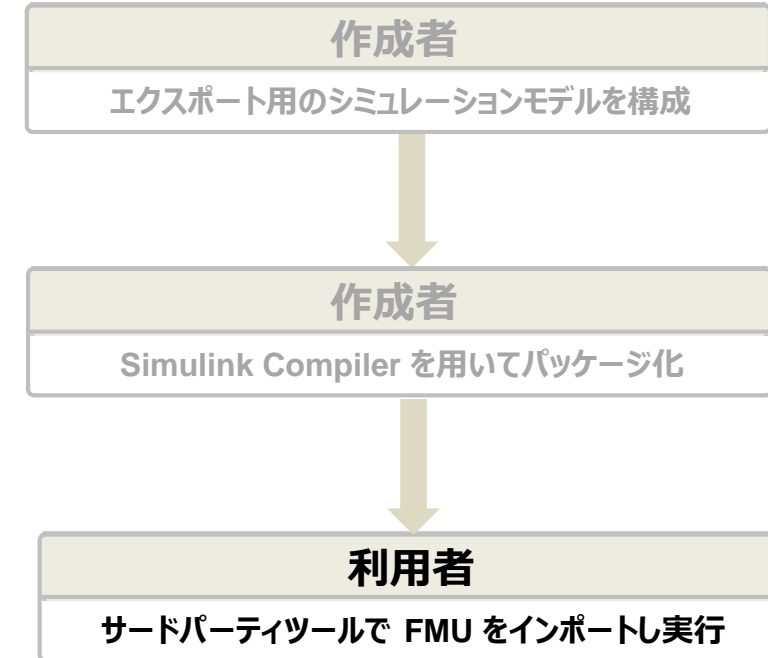 作成者
エクスポート用のシミュレーションモデルを構成
作成者
Simulink Compiler を用いてパッケージ化
利用者
サードパーティツールで FMU をインポートし実行